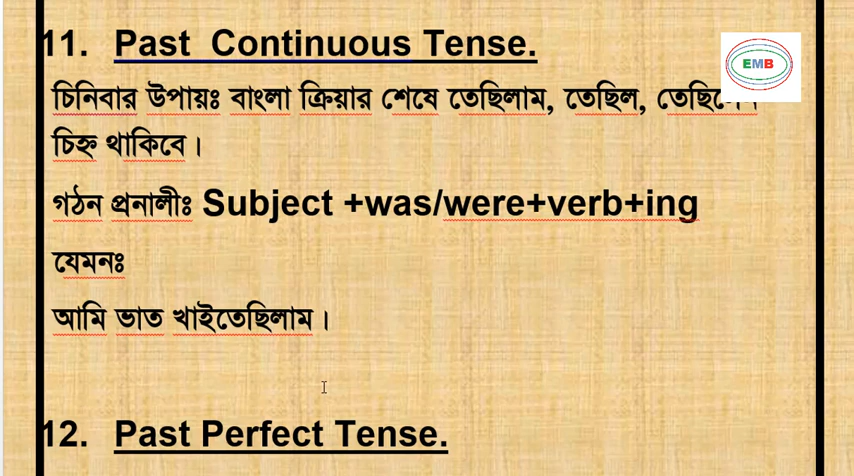 11. Past Continuous Tense.
EMB
চিনিবার উপায়ঃ বাংলা ক্রিয়ার শেষে তেছিলাম, তেছিল,
চিহ্ন থাকিবে।
গঠন প্রনালীঃ Subject +was/were+verb+ing
যেমনঃ
আমি ভাত খাইতেছিলাম।
12. Past Perfect Tense.